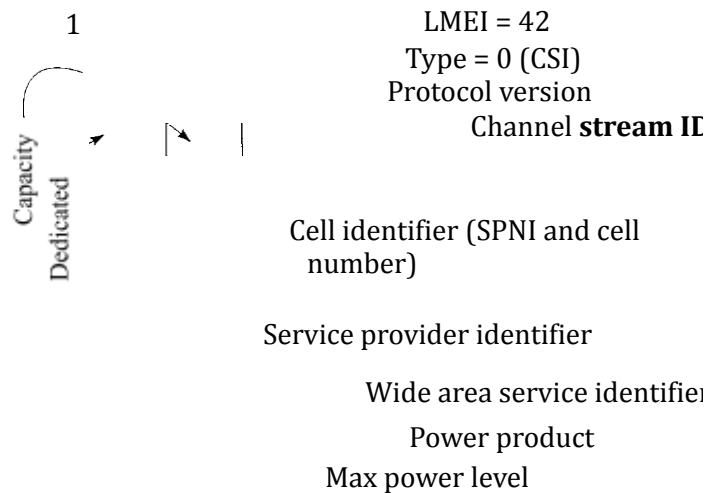 1
LMEI = 42
Type = 0 (CSI)
Protocol version
Channel stream ID
Capacity
Dedicated
Cell identifier (SPNI and cell
number)
Service provider identifier
Wide area service identifier
Power product
Max power level